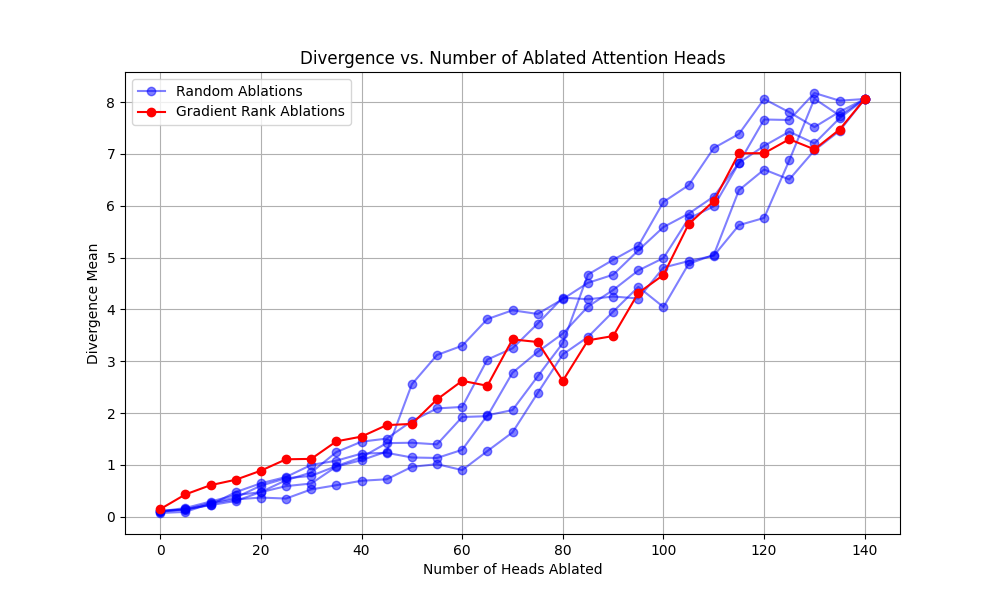 Divergence vs. Number of Ablated Attention Heads
Random Ablations
Gradient Rank Ablations
Divergence Mean
8
7
6
5
4
3
2
1
0
0 20 40 60 80 100 120 140
Number of Heads Ablated